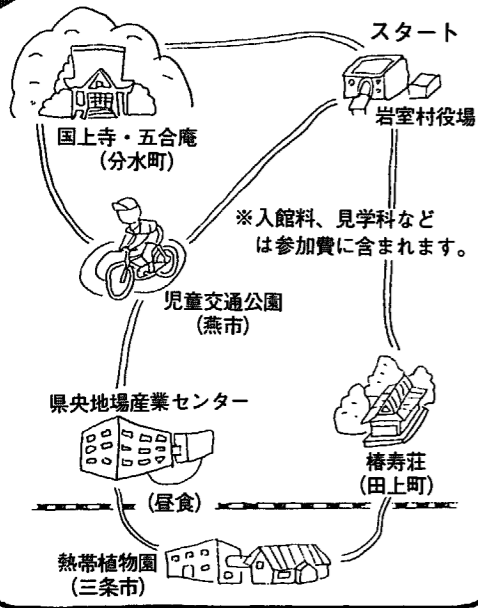 スタート
岩室村役場
国上寺・五合庵
(分水町)
※入館料、見学科など
は参加費に含まれます。
児童交通公園
(燕市)
県央地場産業センター
(昼食)
椿寿荘
(田上町)
熱帯植物園
(三条市)